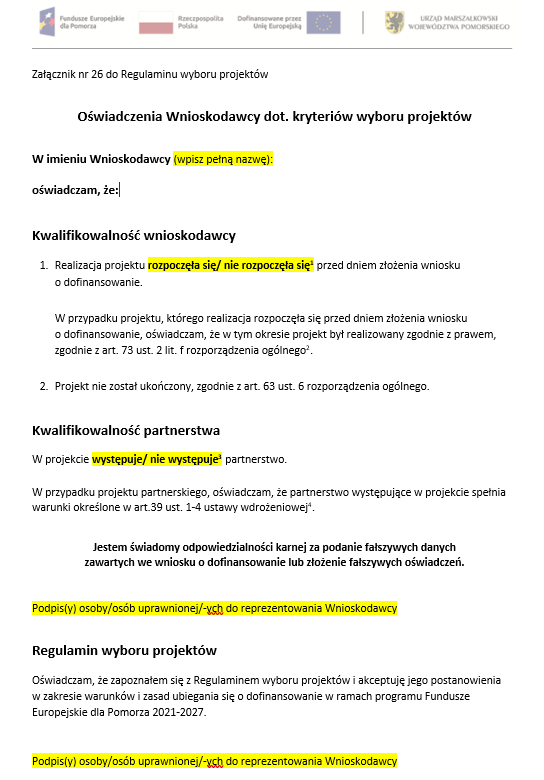 Fundusze Europejskie
dla Pomorza
Rzeczpospolita
Polska
Dofinansowane przez
Unię Europejską
URZĄD MARSZAŁKOWSKI
WOJEWÓDZTWA POMORSKIEGO
Załącznik nr 26 do Regulaminu wyboru projektów
Oświadczenia Wnioskodawcy dot. kryteriów wyboru projektów
W imieniu Wnioskodawcy (wpisz pełną nazwę):
oświadczam, że:
Kwalifikowalność wnioskodawcy
1. Realizacja projektu rozpoczęła się/ nie rozpoczęła się¹ przed dniem złożenia wniosku
o dofinansowanie.
W przypadku projektu, którego realizacja rozpoczęła się przed dniem złożenia wniosku
o dofinansowanie, oświadczam, że w tym okresie projekt był realizowany zgodnie z prawem,
zgodnie z art. 73 ust. 2 lit. f rozporządzenia ogólnego².
2. Projekt nie został ukończony, zgodnie z art. 63 ust. 6 rozporządzenia ogólnego.
Kwalifikowalność partnerstwa
W projekcie występuje/ nie występuje³ partnerstwo.
W przypadku projektu partnerskiego, oświadczam, że partnerstwo występujące w projekcie spełnia
warunki określone w art.39 ust. 1-4 ustawy wdrożeniowej⁴.
Jestem świadomy odpowiedzialności karnej za podanie fałszywych danych
zawartych we wniosku o dofinansowanie lub złożenie fałszywych oświadczeń.
Podpis(y) osoby/osób uprawnionej/-ych do reprezentowania Wnioskodawcy
Regulamin wyboru projektów
Oświadczam, że zapoznałem się z Regulaminem wyboru projektów i akceptuję jego postanowienia
w zakresie warunków i zasad ubiegania się o dofinansowanie w ramach programu Fundusze
Europejskie dla Pomorza 2021-2027.
Podpis(y) osoby/osób uprawnionej/-ych do reprezentowania Wnioskodawcy